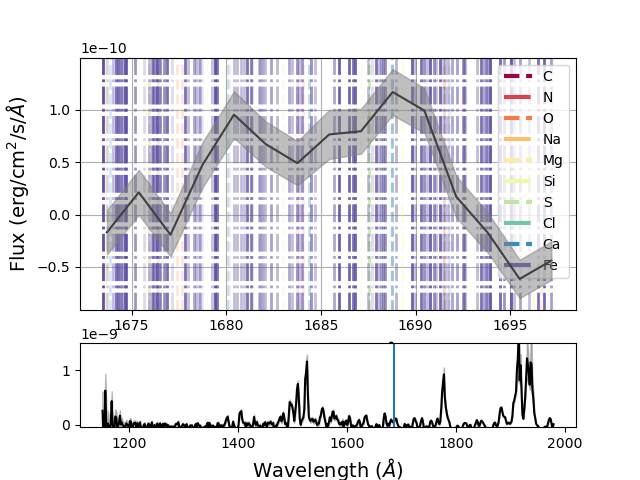 1e−10
Flux (erg/cm²/s/Å)
1.0
0.5
0.0
−0.5
C
N
O
Na
Mg
Si
S
Cl
Ca
Fe
1675 1680 1685 1690 1695
1e−9
1
0
1200 1400 1600 1800 2000
Wavelength (Å)